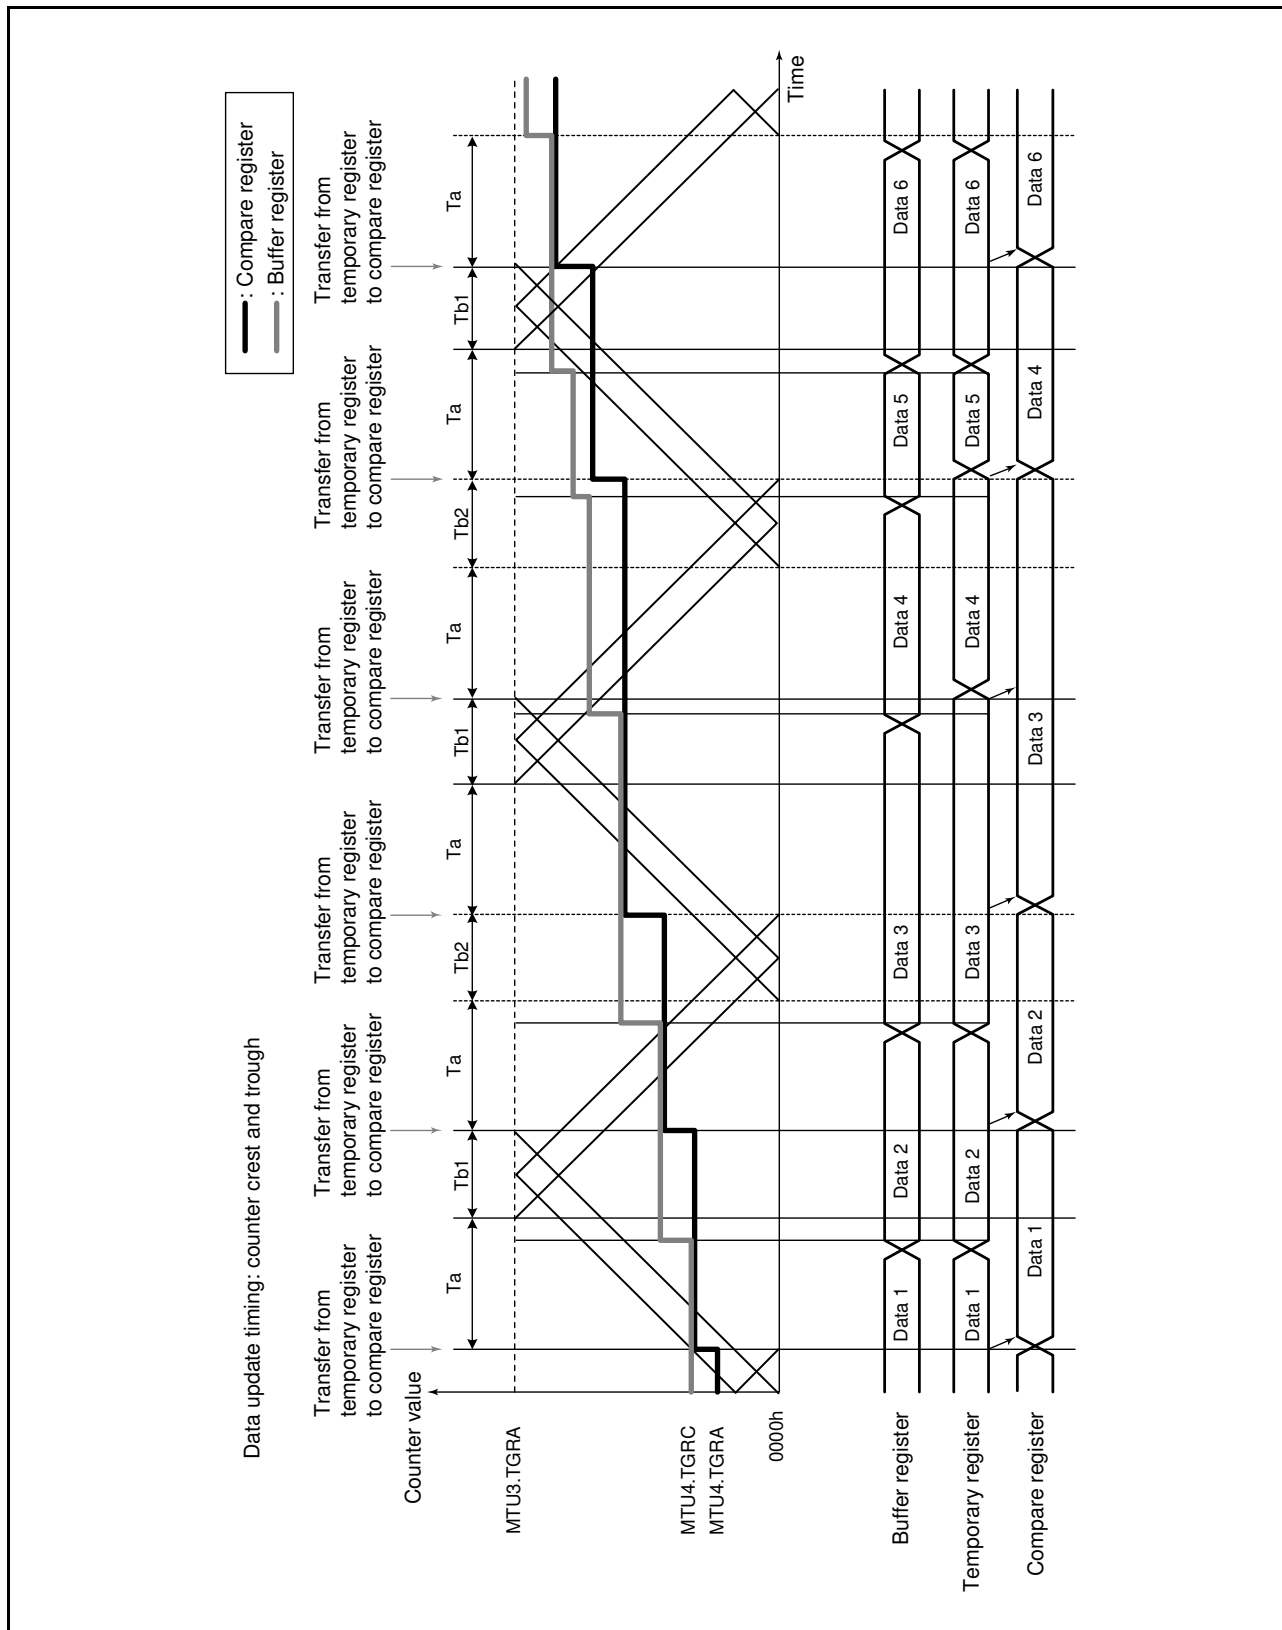 Data update timing: counter crest and trough
: Compare register
: Buffer register
Transfer from
temporary register
to compare register
Transfer from
temporary register
to compare register
Transfer from
temporary register
to compare register
Transfer from
temporary register
to compare register
Transfer from
temporary register
to compare register
Transfer from
temporary register
to compare register
Counter value
Ta
Tb1
Ta
Tb2
Ta
Tb1
Ta
Tb2
Ta
Tb1
Ta
MTU3.TGRA
MTU4.TGRC
MTU4.TGRA
0000h
Time
Buffer register
Data 1
Data 2
Data 3
Data 4
Data 5
Data 6
Temporary register
Data 1
Data 2
Data 3
Data 4
Data 5
Data 6
Compare register
Data 1
Data 2
Data 3
Data 4
Data 6